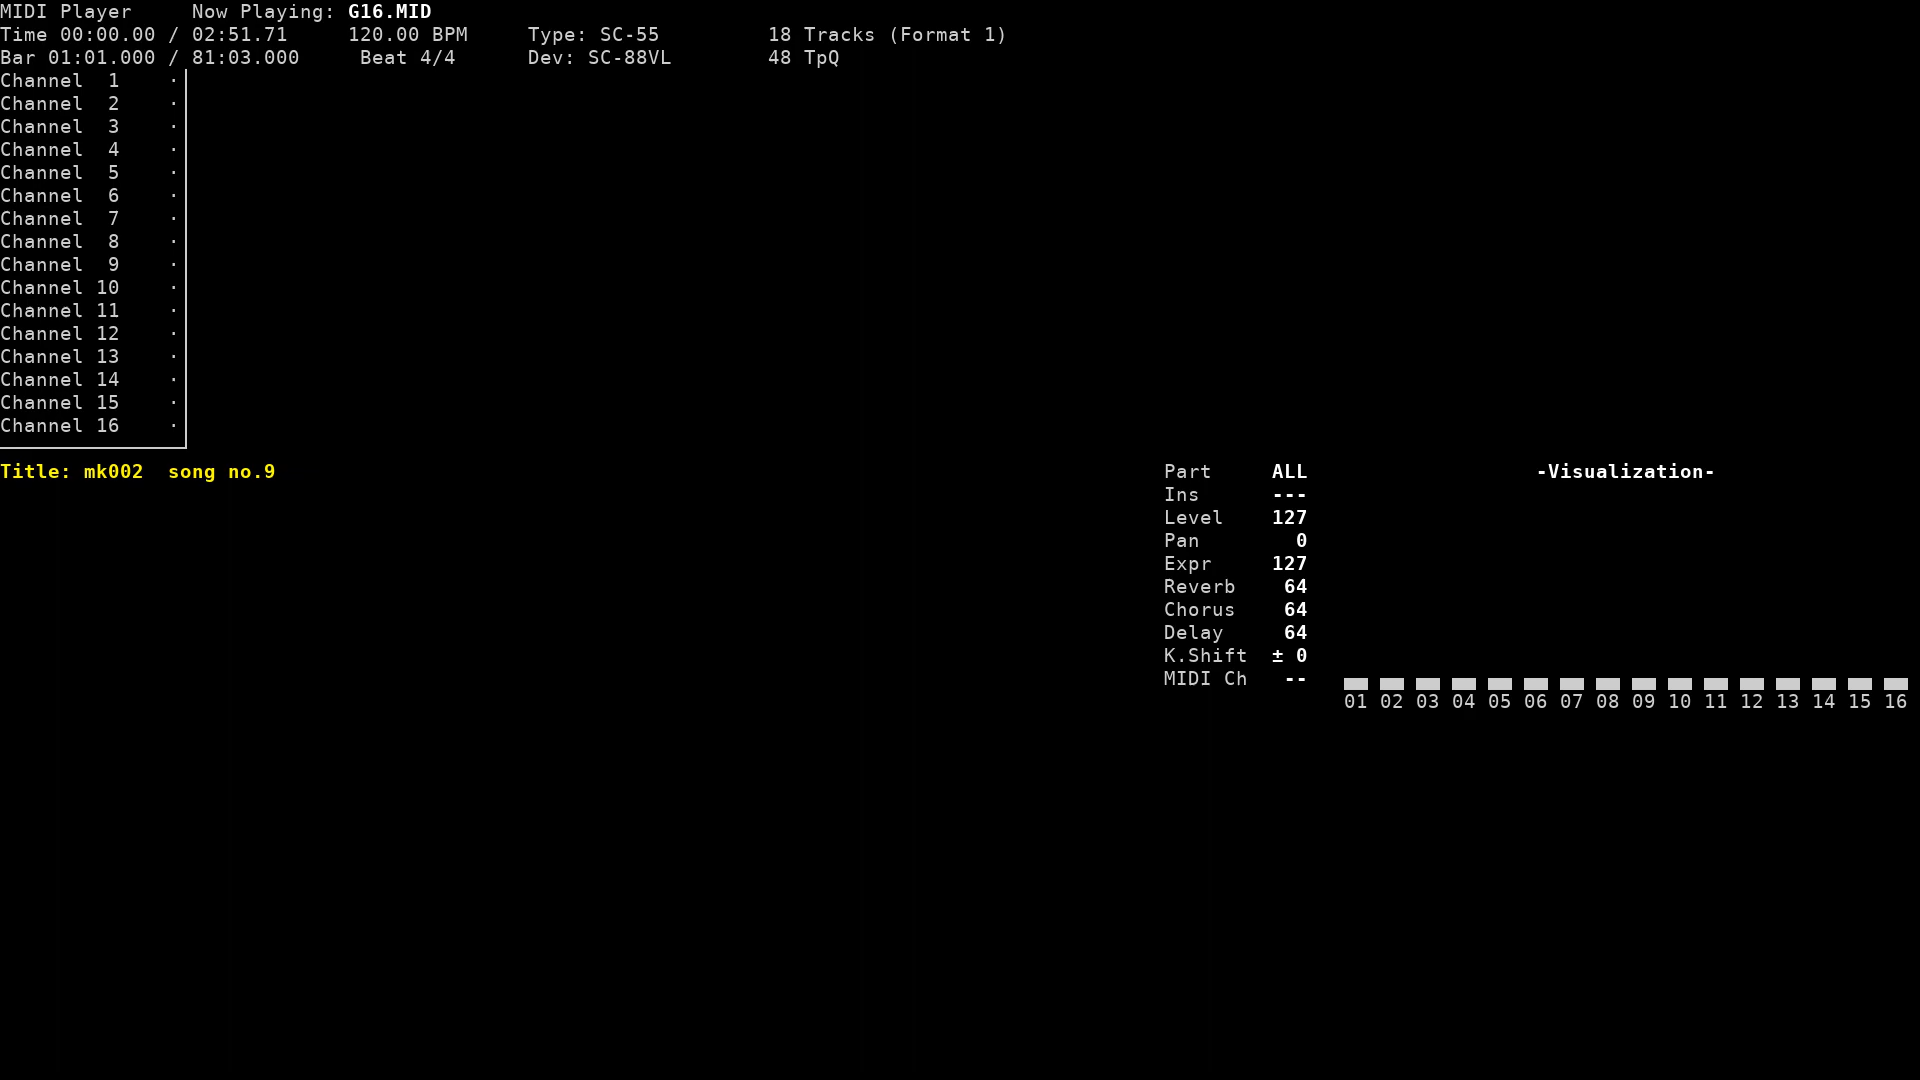 MIDI Player     Now Playing: G16.MID
Time 00:00.00 / 02:51.71     120.00 BPM     Type: SC-55         18 Tracks (Format 1)
Bar 01:01.000 / 81:03.000     Beat 4/4      Dev: SC-88VL        48 TpQ
Channel  1    ·
Channel  2    ·
Channel  3    ·
Channel  4    ·
Channel  5    ·
Channel  6    ·
Channel  7    ·
Channel  8    ·
Channel  9    ·
Channel 10    ·
Channel 11    ·
Channel 12    ·
Channel 13    ·
Channel 14    ·
Channel 15    ·
Channel 16    ·
Title: mk002  song no.9
Part     ALL
Ins      ---
Level    127
Pan        0
Expr     127
Reverb    64
Chorus    64
Delay     64
K.Shift  ± 0
MIDI Ch   --
-Visualization-
01 02 03 04 05 06 07 08 09 10 11 12 13 14 15 16